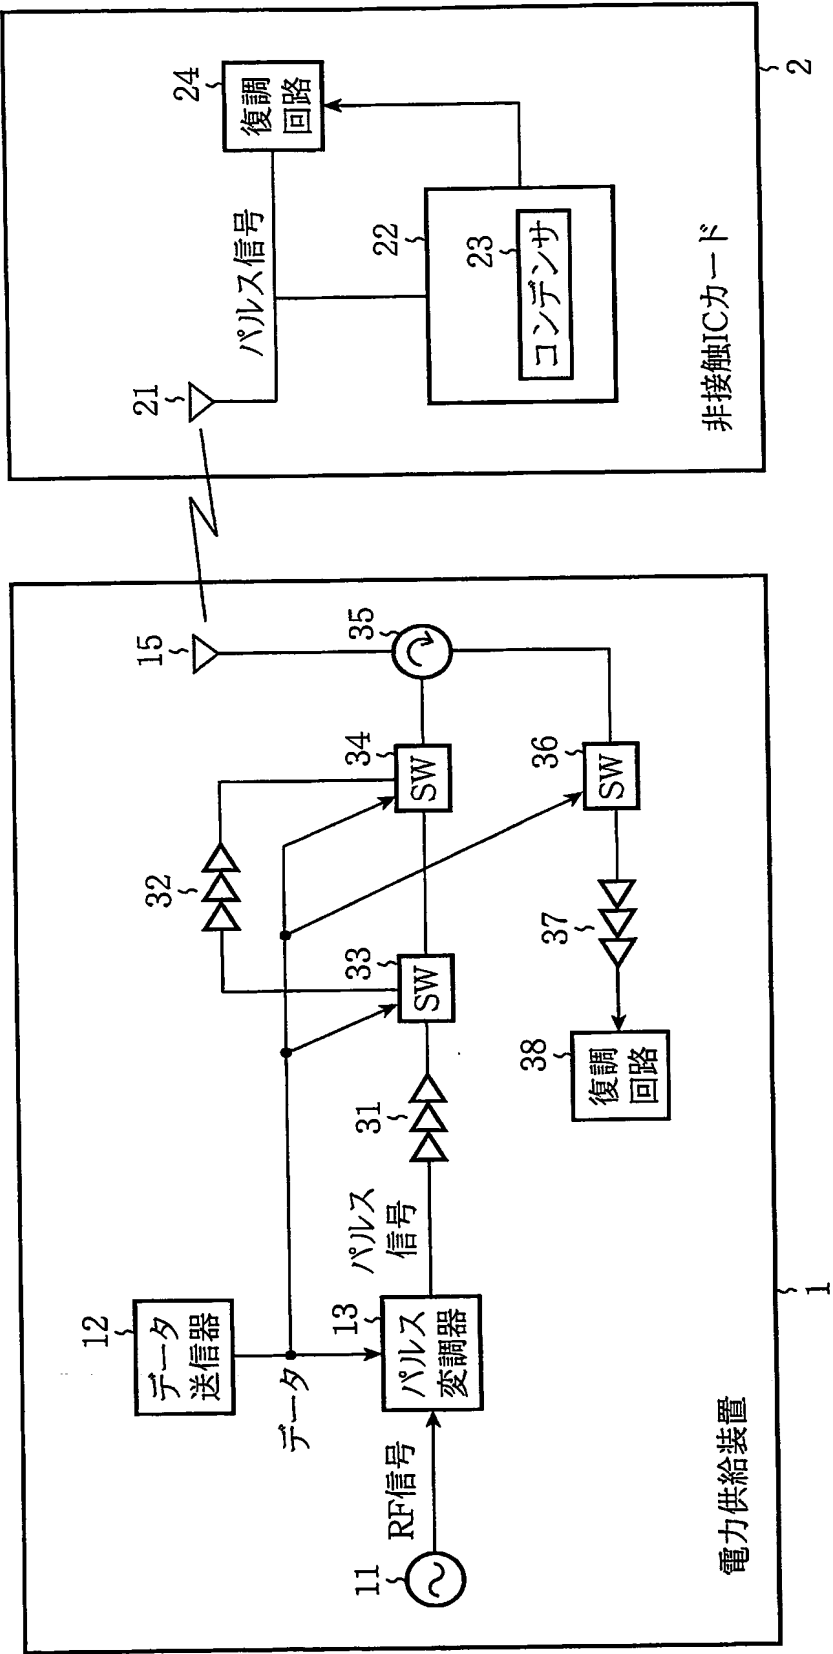 電力供給装置
1
11
RF信号
12
データ
送信器
データ
13
パルス
変調器
パルス
信号
31
32
33
SW
34
SW
35
15
36
SW
37
38
復調
回路
非接触ICカード
2
21
パルス信号
22
23
コンデンサ
24
復調
回路